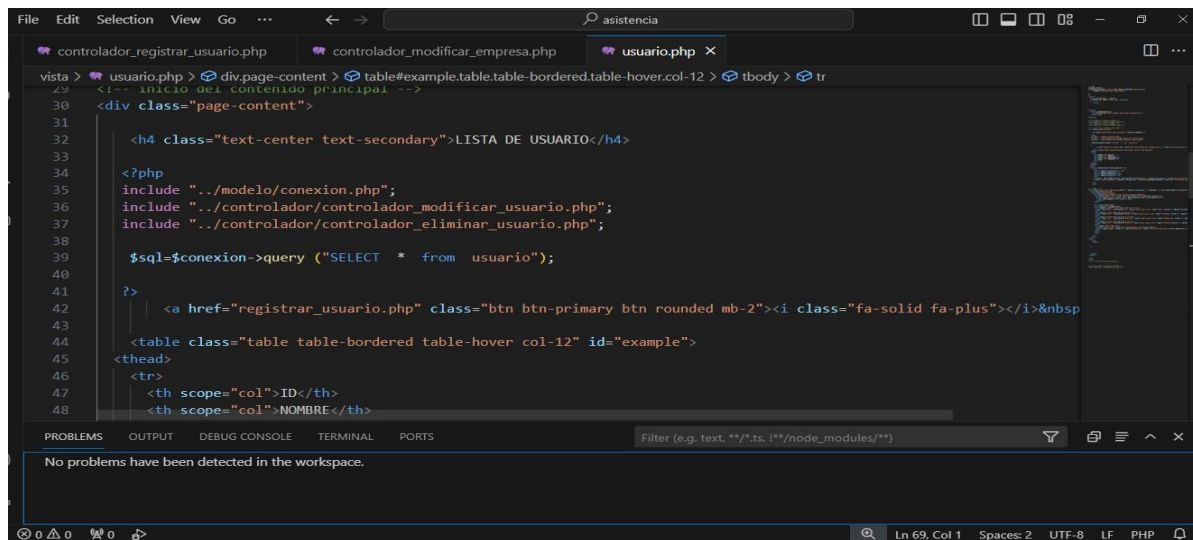 File Edit Selection View Go ··· ← → asistencia
controlador_registrar_usuario.php controlador_modificar_empresa.php usuario.php ×
vista > usuario.php > div.page-content > table#example.table.table-bordered.table-hover.col-12 > tbody > tr
29 <!-- inicio del contenido principal -->
30 <div class="page-content">
31
32 <h4 class="text-center text-secondary">LISTA DE USUARIO</h4>
33
34 <?php
35 include "../modelo/conexion.php";
36 include "../controlador/controlador_modificar_usuario.php";
37 include "../controlador/controlador_eliminar_usuario.php";
38
39 $sql=$conexion->query ("SELECT * from usuario");
40
41 ?>
42 <a href="registrar_usuario.php" class="btn btn-primary btn rounded mb-2"><i class="fa-solid fa-plus"></i>&nbsp
43
44 <table class="table table-bordered table-hover col-12" id="example">
45 <thead>
46 <tr>
47 <th scope="col">ID</th>
48 <th scope="col">NOMBRE</th>
PROBLEMS OUTPUT DEBUG CONSOLE TERMINAL PORTS Filter (e.g. text, **/*.ts, !**/node_modules/**)
No problems have been detected in the workspace.
0 0 0 Ln 69, Col 1 Spaces: 2 UTF-8 LF PHP